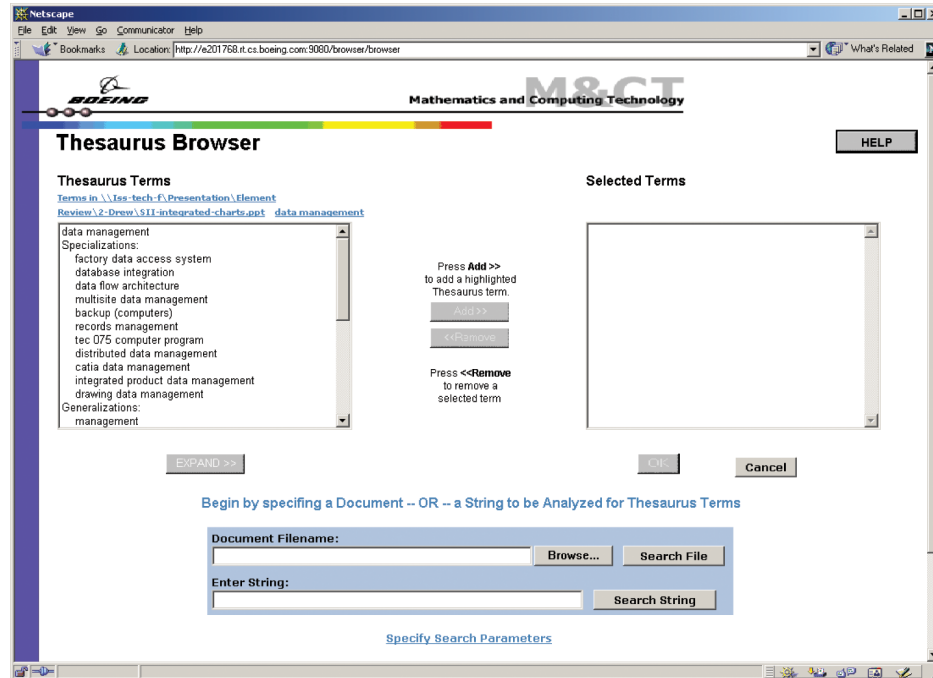 Netscape
File Edit View Go Communicator Help
Bookmarks Location: http://e201768.rt.cs.boeing.com:9080/browser/browser What's Related
BOEING
M&CT
Mathematics and Computing Technology
Thesaurus Browser
HELP
Thesaurus Terms
Selected Terms
Terms in \\Iss-tech-f\Presentation\Element
Review\2-Drew\SII-integrated-charts.ppt data management
data management
Specializations:
factory data access system
database integration
data flow architecture
multisite data management
backup (computers)
records management
tec 075 computer program
distributed data management
catia data management
integrated product data management
drawing data management
Generalizations:
management
Press Add >>
to add a highlighted
Thesaurus term.
Add >>
<<Remove
Press <<Remove
to remove a
selected term
EXPAND >>
OK
Cancel
Begin by specifing a Document -- OR -- a String to be Analyzed for Thesaurus Terms
Document Filename:
Browse... Search File
Enter String:
Search String
Specify Search Parameters